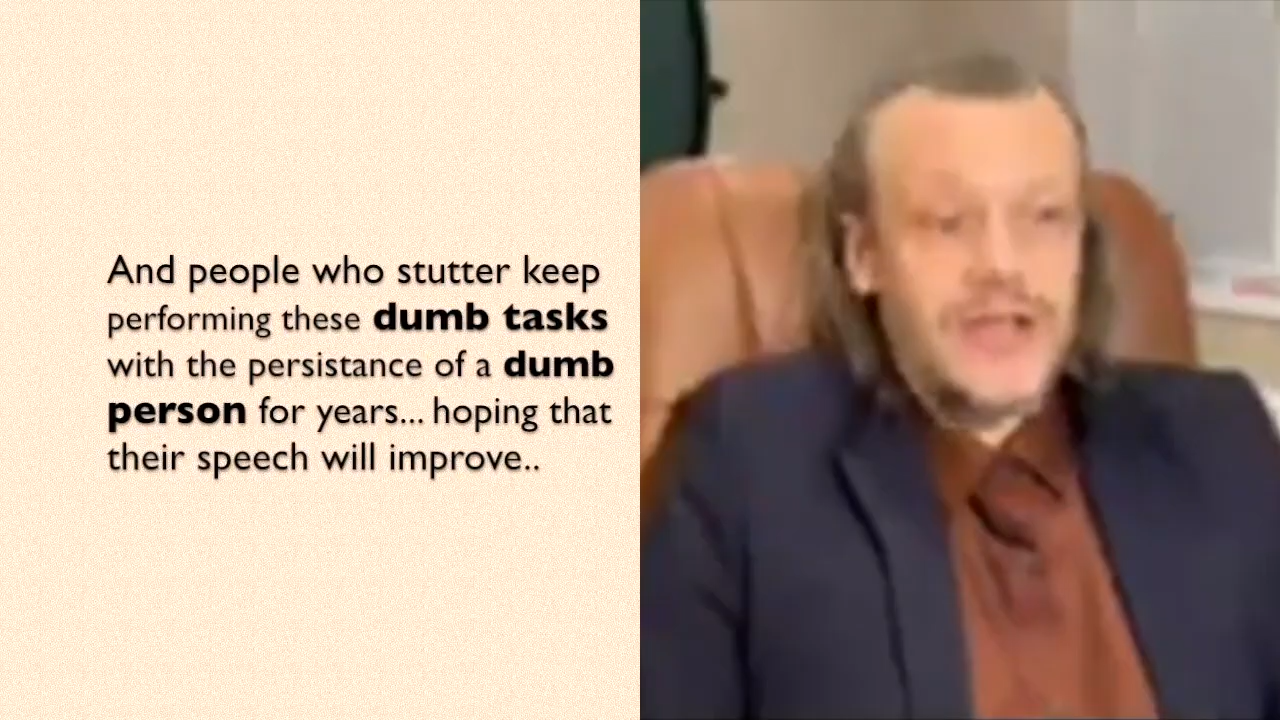 And people who stutter keep
performing these dumb tasks
with the persistance of a dumb
person for years... hoping that
their speech will improve..